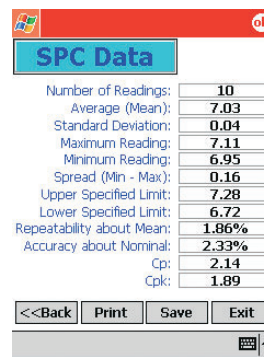 ok
SPC Data
Number of Readings: 10
Average (Mean): 7.03
Standard Deviation: 0.04
Maximum Reading: 7.11
Minimum Reading: 6.95
Spread (Min - Max): 0.16
Upper Specified Limit: 7.28
Lower Specified Limit: 6.72
Repeatability about Mean: 1.86%
Accuracy about Nominal: 2.33%
Cp: 2.14
Cpk: 1.89
<<Back Print Save Exit